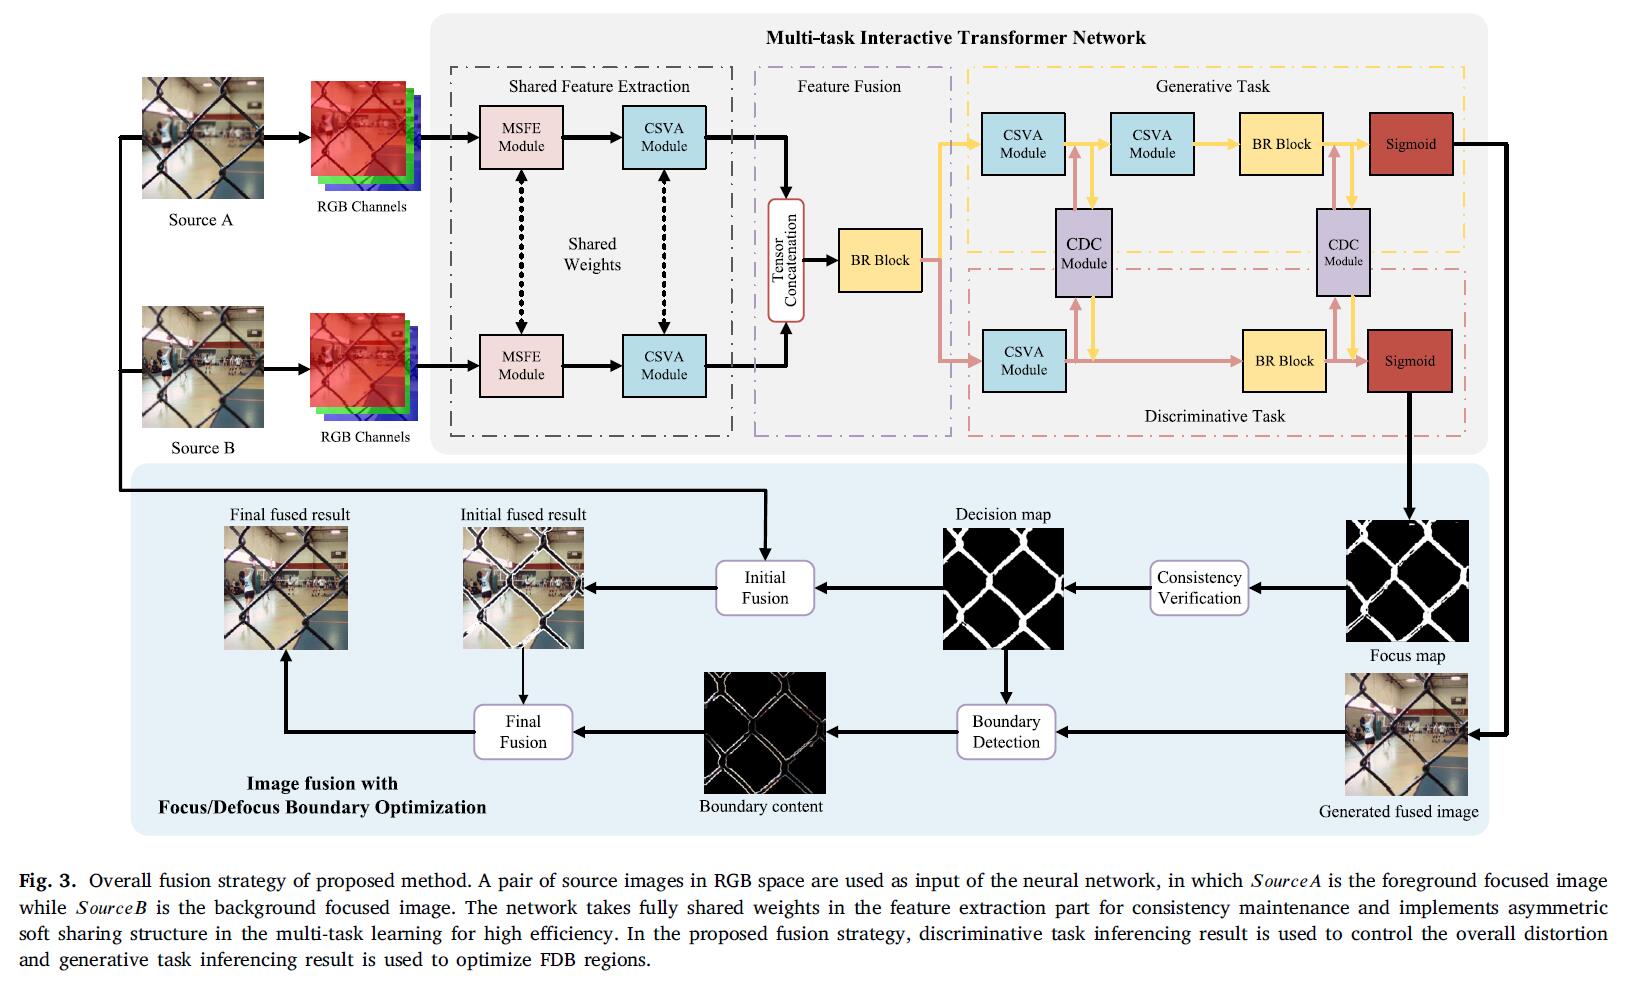 Multi-task Interactive Transformer Network
Shared Feature Extraction
Feature Fusion
Generative Task
MSFE
Module
CSVA
Module
CSVA
Module
CSVA
Module
BR Block
Sigmoid
Source A
RGB Channels
Shared
Weights
Tensor
Concatenation
BR Block
CDC
Module
CDC
Module
MSFE
Module
CSVA
Module
CSVA
Module
BR Block
Sigmoid
Discriminative Task
Source B
RGB Channels
Final fused result
Initial fused result
Decision map
Initial
Fusion
Consistency
Verification
Focus map
Final
Fusion
Boundary
Detection
Boundary content
Generated fused image
Image fusion with
Focus/Defocus Boundary Optimization
Fig. 3. Overall fusion strategy of proposed method. A pair of source images in RGB space are used as input of the neural network, in which SourceA is the foreground focused image
while SourceB is the background focused image. The network takes fully shared weights in the feature extraction part for consistency maintenance and implements asymmetric
soft sharing structure in the multi-task learning for high efficiency. In the proposed fusion strategy, discriminative task inferencing result is used to control the overall distortion
and generative task inferencing result is used to optimize FDB regions.